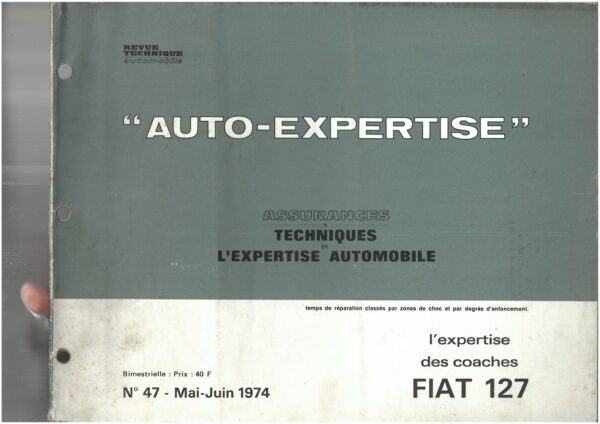 REVUE
TECHNIQUE
automobile
"AUTO-EXPERTISE"
ASSURANCES
&
TECHNIQUES
DE
L'EXPERTISE AUTOMOBILE
temps de réparation classés par zones de choc et par degrés d'enfoncement.
l'expertise
des coaches
FIAT 127
Bimestrielle : Prix : 40 F
N° 47 - Mai-Juin 1974